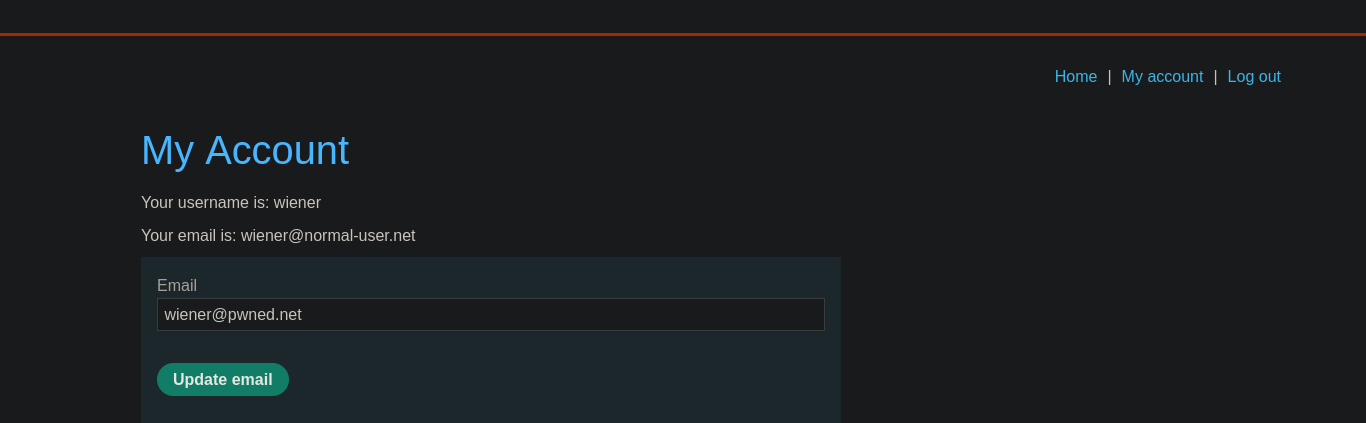 Home | My account | Log out
My Account
Your username is: wiener
Your email is: wiener@normal-user.net
Email
wiener@pwned.net
Update email